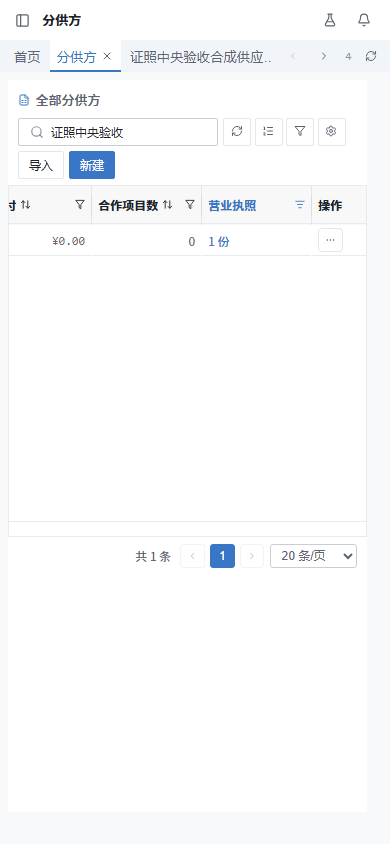 分供方
首页 分供方 证照中央验收合成供应.. 4
全部分供方
证照中央验收
导入 新建
付 合作项目数 营业执照 操作
¥0.00 0 1 份 ...
共 1 条 1 20 条/页